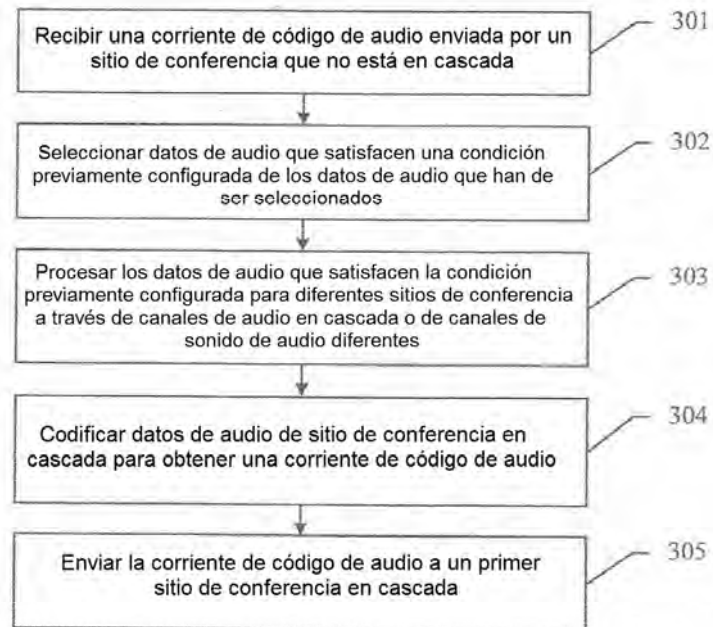 Recibir una corriente de código de audio enviada por un
sitio de conferencia que no está en cascada
301
Seleccionar datos de audio que satisfacen una condición
previamente configurada de los datos de audio que han de
ser seleccionados
302
Procesar los datos de audio que satisfacen la condición
previamente configurada para diferentes sitios de conferencia
a través de canales de audio en cascada o de canales de
sonido de audio diferentes
303
Codificar datos de audio de sitio de conferencia en
cascada para obtener una corriente de código de audio
304
Enviar la corriente de código de audio a un primer
sitio de conferencia en cascada
305